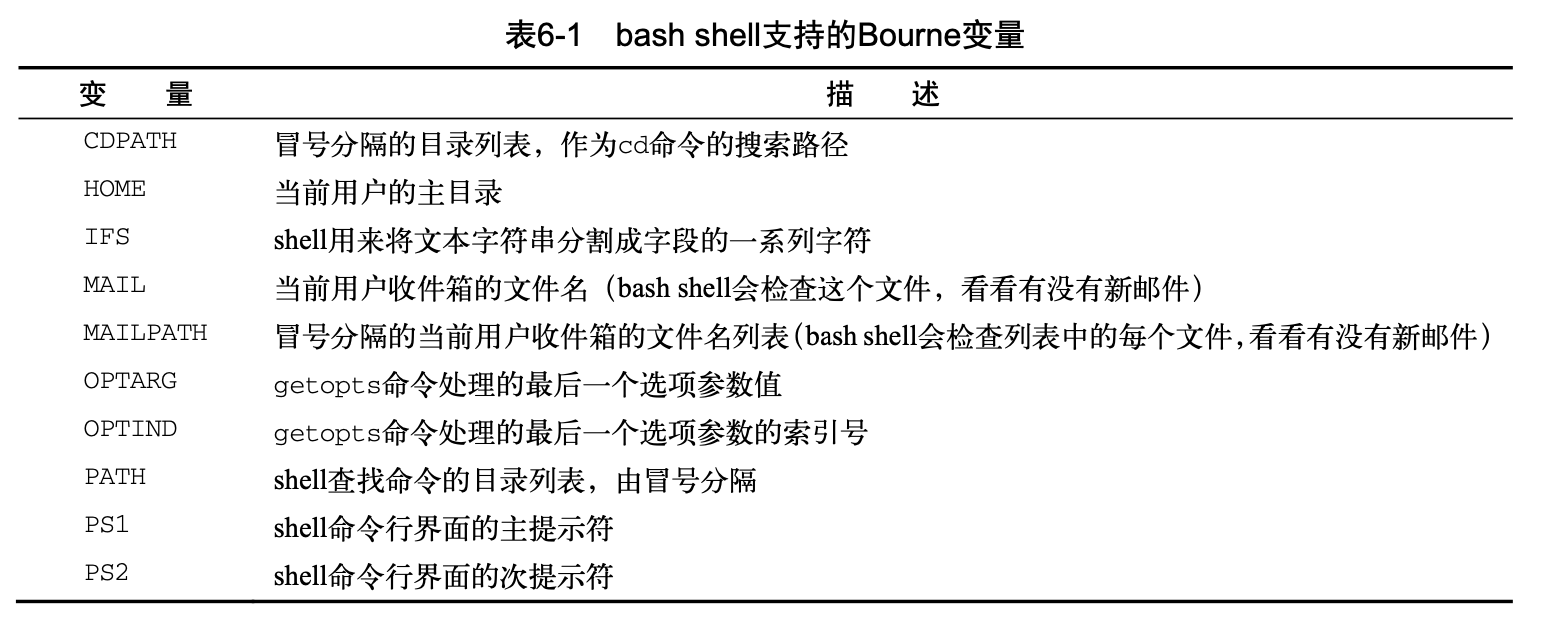 表6-1 bash shell支持的Bourne变量
变 量 描 述
CDPATH 冒号分隔的目录列表，作为cd命令的搜索路径
HOME 当前用户的主目录
IFS shell用来将文本字符串分割成字段的一系列字符
MAIL 当前用户收件箱的文件名（bash shell会检查这个文件，看看有没有新邮件）
MAILPATH 冒号分隔的当前用户收件箱的文件名列表（bash shell会检查列表中的每个文件，看看有没有新邮件）
OPTARG getopts命令处理的最后一个选项参数值
OPTIND getopts命令处理的最后一个选项参数的索引号
PATH shell查找命令的目录列表，由冒号分隔
PS1 shell命令行界面的主提示符
PS2 shell命令行界面的次提示符